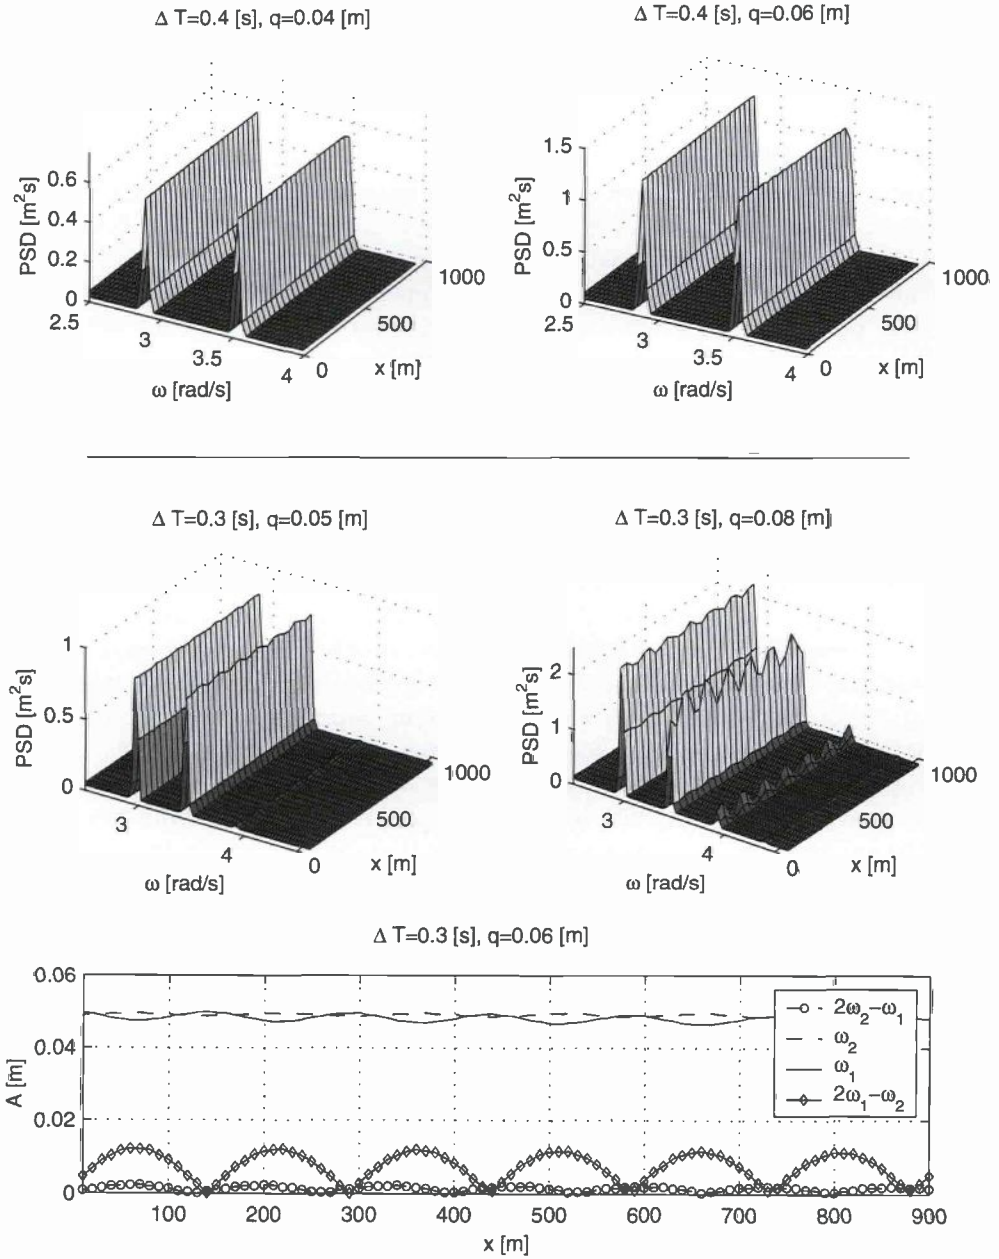 Δ T=0.4 [s], q=0.04 [m]
Δ T=0.4 [s], q=0.06 [m]
PSD [m²s]
0.6
0.4
0.2
0
2.5
3
3.5
4
0
500
1000
ω [rad/s]
x [m]
PSD [m²s]
1.5
1
0.5
0
2.5
3
3.5
4
0
500
1000
ω [rad/s]
x [m]
Δ T=0.3 [s], q=0.05 [m]
Δ T=0.3 [s], q=0.08 [m]
PSD [m²s]
1
0.5
0
3
4
0
500
1000
ω [rad/s]
x [m]
PSD [m²s]
2
1
0
3
4
0
500
1000
ω [rad/s]
x [m]
Δ T=0.3 [s], q=0.06 [m]
A [m]
0.06
0.04
0.02
0
100
200
300
400
500
600
700
800
900
x [m]
2ω₂−ω₁
ω₂
ω₁
2ω₁−ω₂